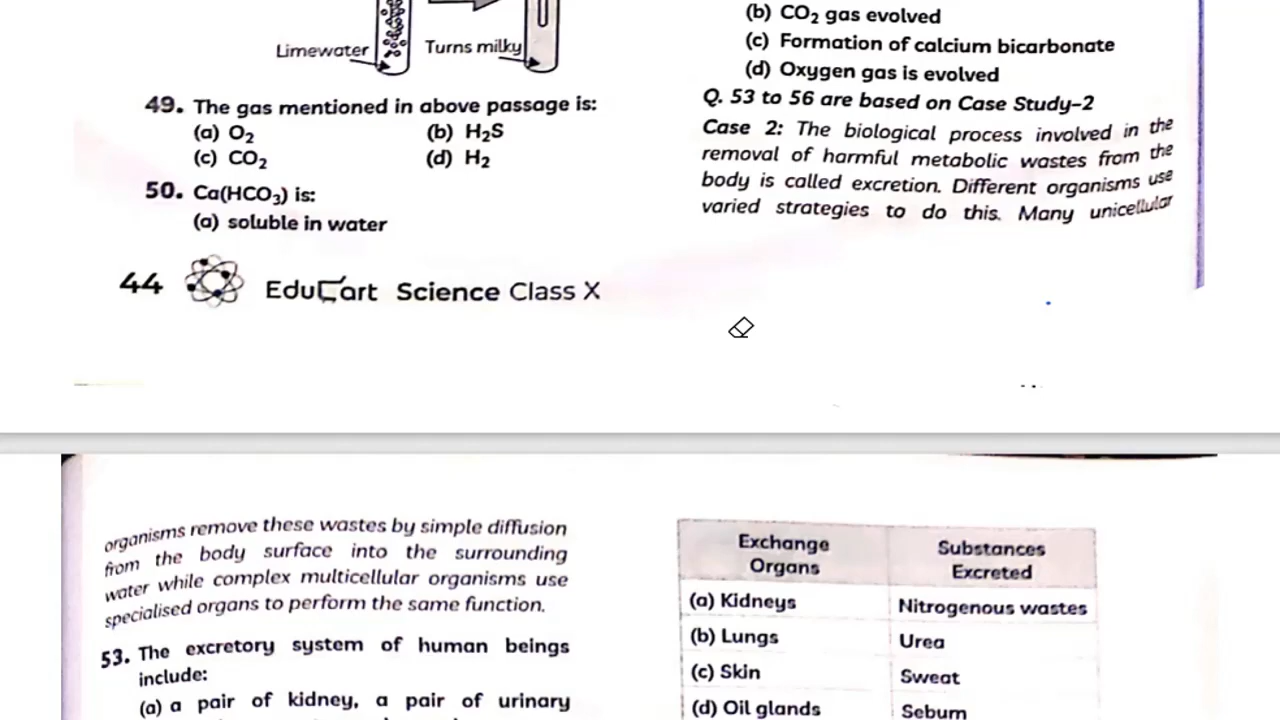 Limewater
Turns milky
49. The gas mentioned in above passage is:
(a) O₂ (b) H₂S
(c) CO₂ (d) H₂
50. Ca(HCO₃) is:
(a) soluble in water
44 EduCart Science Class X
(b) CO₂ gas evolved
(c) Formation of calcium bicarbonate
(d) Oxygen gas is evolved
Q. 53 to 56 are based on Case Study–2
Case 2: The biological process involved in the
removal of harmful metabolic wastes from the
body is called excretion. Different organisms use
varied strategies to do this. Many unicellular
organisms remove these wastes by simple diffusion
from the body surface into the surrounding
water while complex multicellular organisms use
specialised organs to perform the same function.
53. The excretory system of human beings
include:
(a) a pair of kidney, a pair of urinary
Exchange Organs Substances Excreted
(a) Kidneys Nitrogenous wastes
(b) Lungs Urea
(c) Skin Sweat
(d) Oil glands Sebum